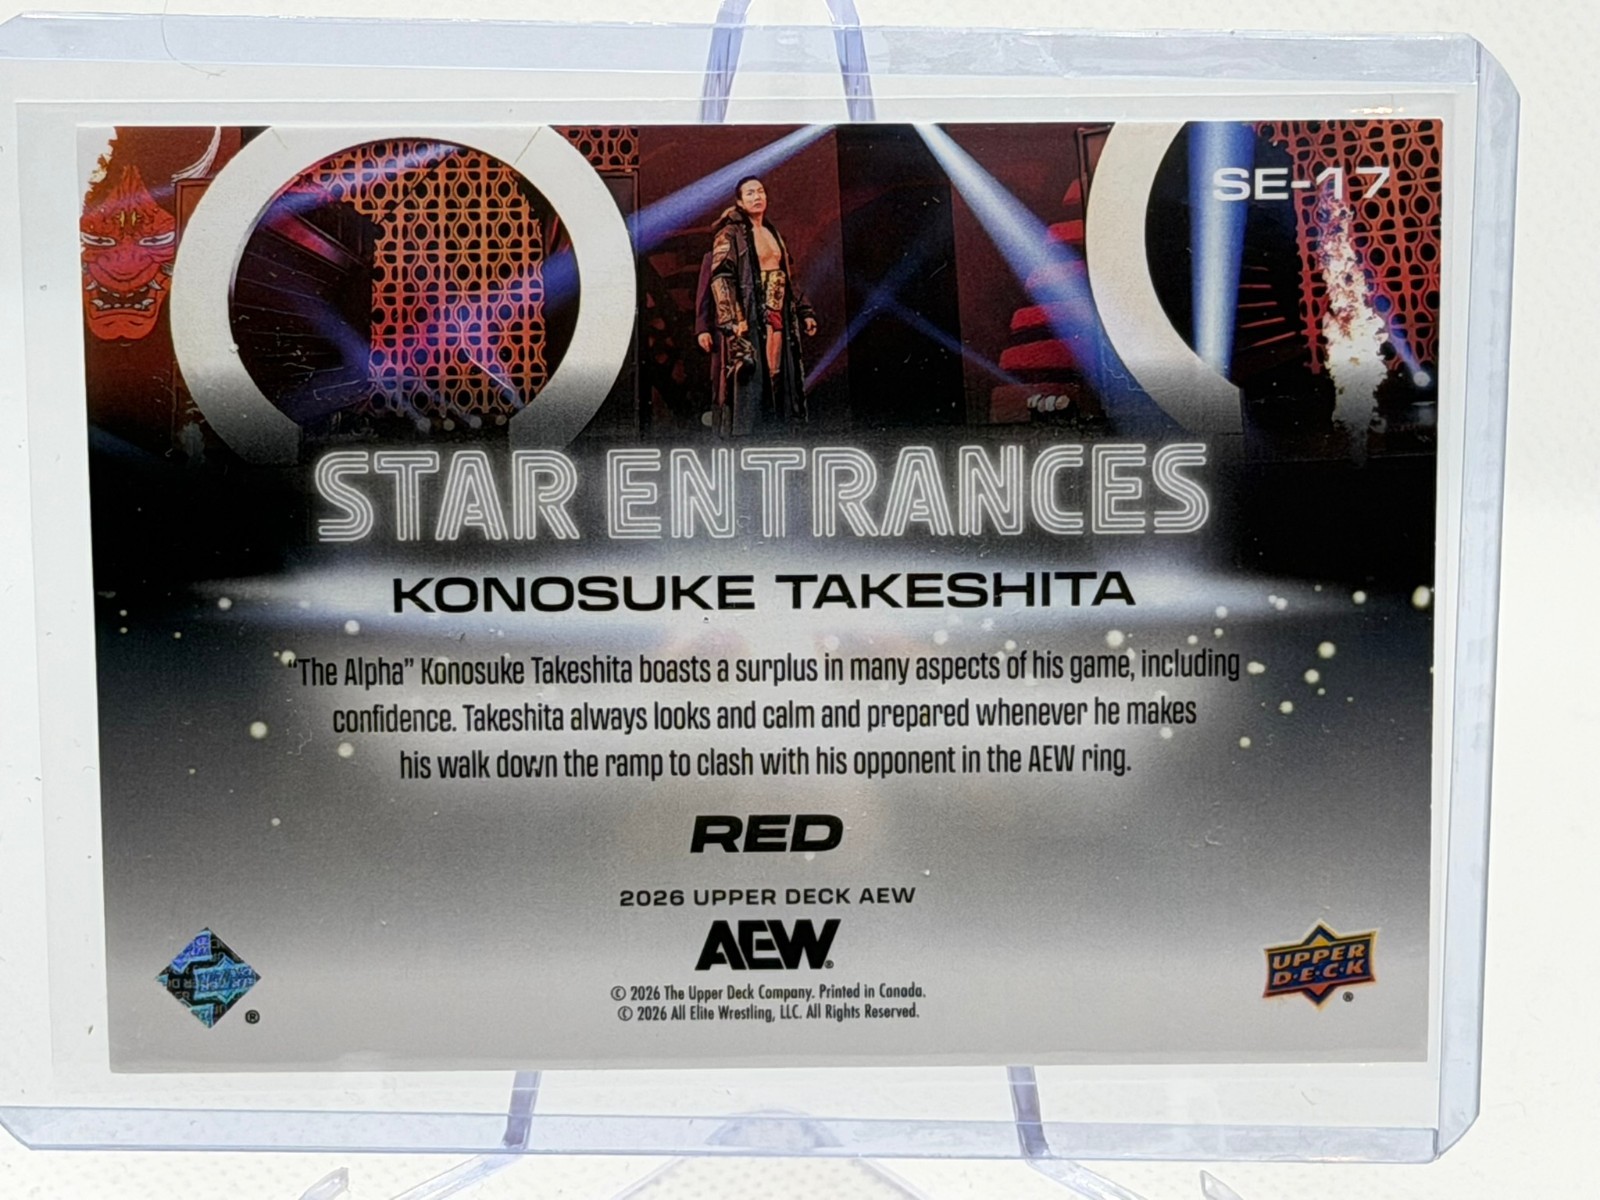 SE-17
STAR ENTRANCES
KONOSUKE TAKESHITA
“The Alpha” Konosuke Takeshita boasts a surplus in many aspects of his game, including
confidence. Takeshita always looks and calm and prepared whenever he makes
his walk down the ramp to clash with his opponent in the AEW ring.
RED
2026 UPPER DECK AEW
AEW®
© 2026 The Upper Deck Company. Printed in Canada.
© 2026 All Elite Wrestling, LLC. All Rights Reserved.
®
UPPER
D·E·C·K
®